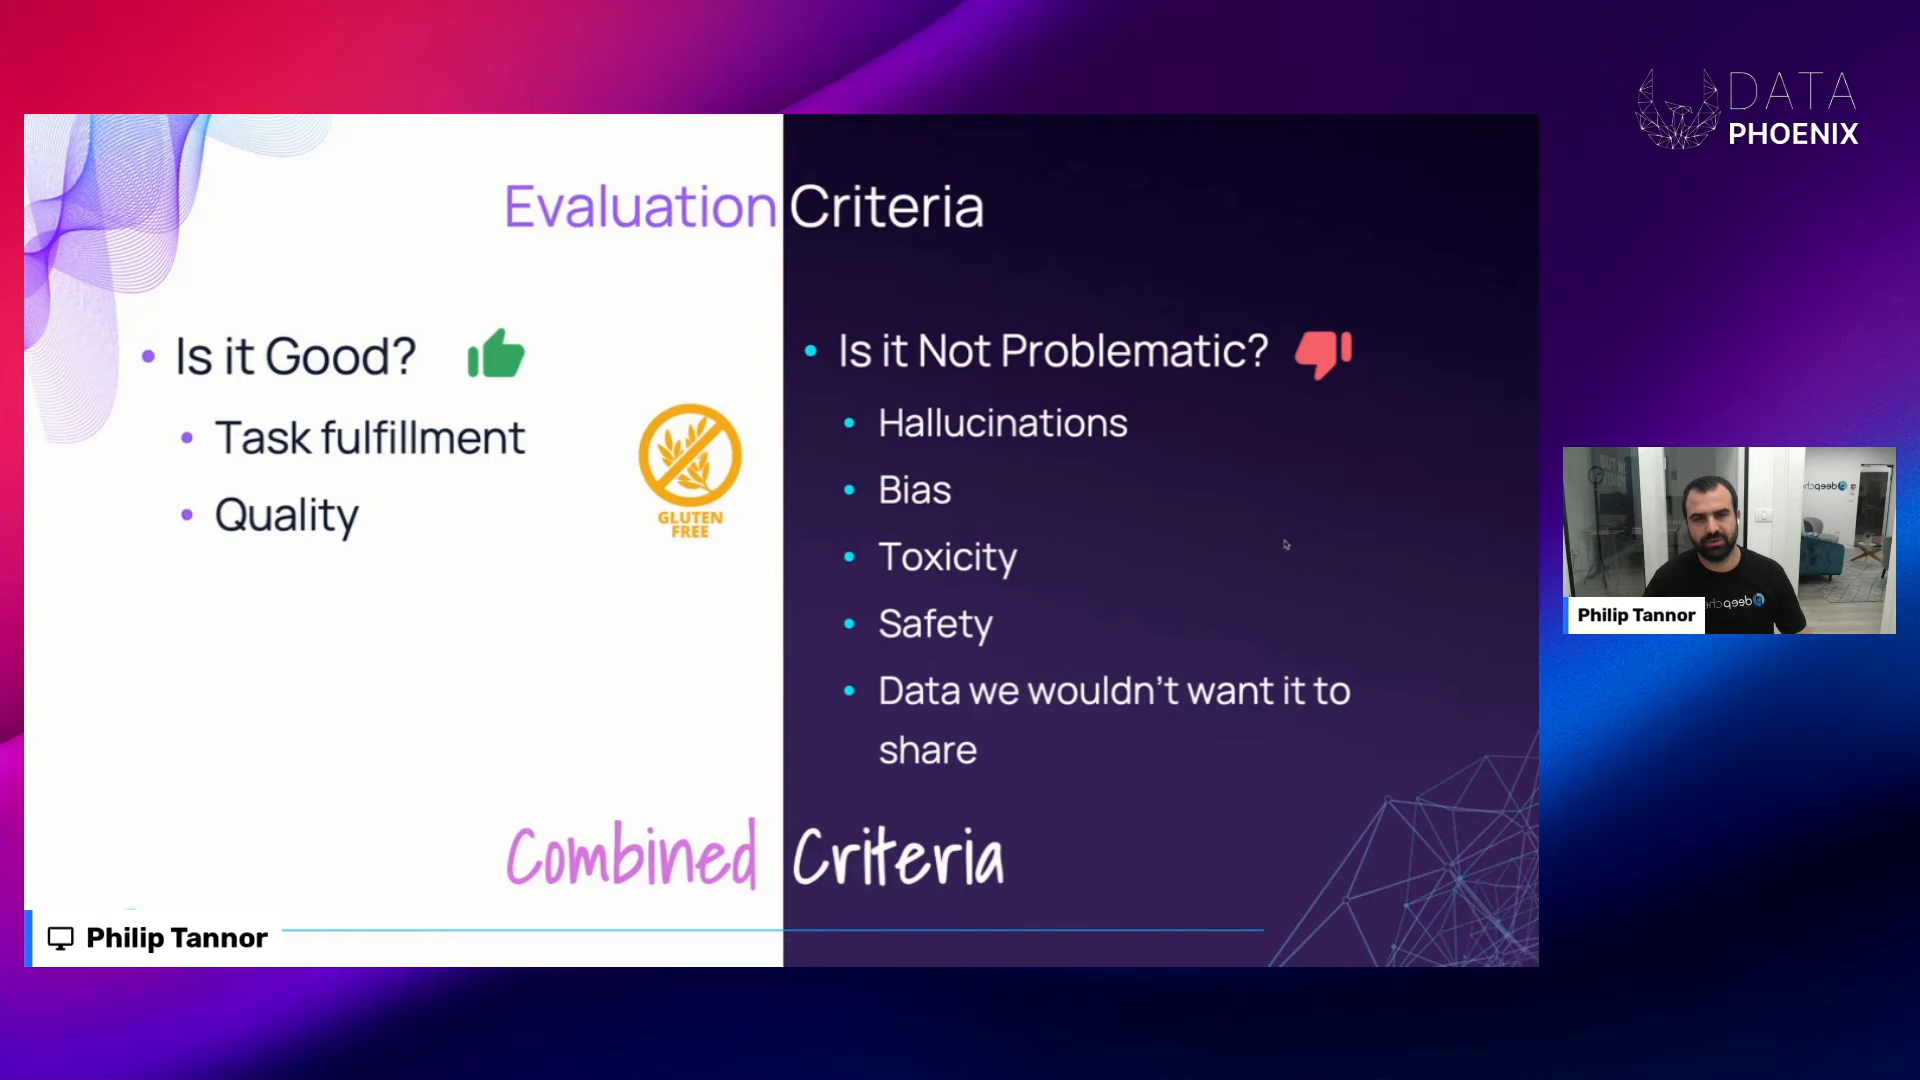 DATA
PHOENIX
Evaluation Criteria
• Is it Good?
• Task fulfillment
• Quality
GLUTEN
FREE
• Is it Not Problematic?
• Hallucinations
• Bias
• Toxicity
• Safety
• Data we wouldn't want it to
share
Combined Criteria
Philip Tannor
Philip Tannor